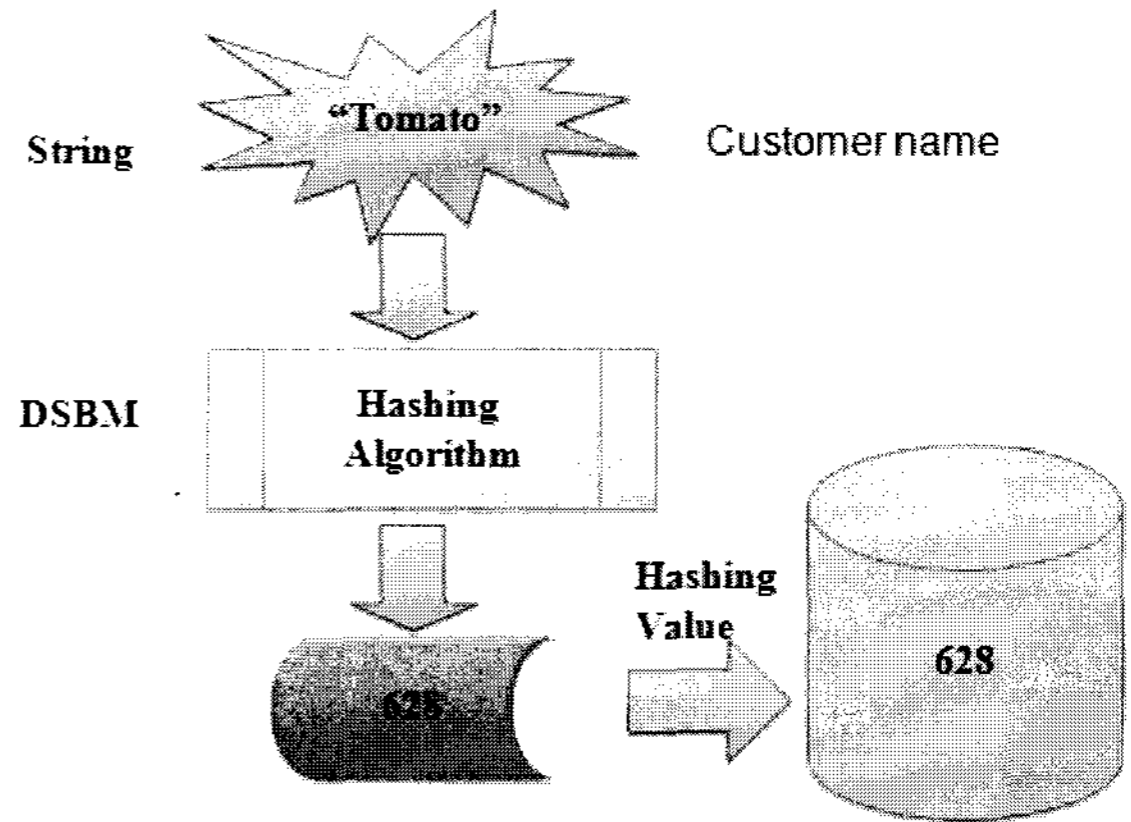 “Tomato”
String
Customer name
DSBM
Hashing
Algorithm
Hashing
Value
628
628